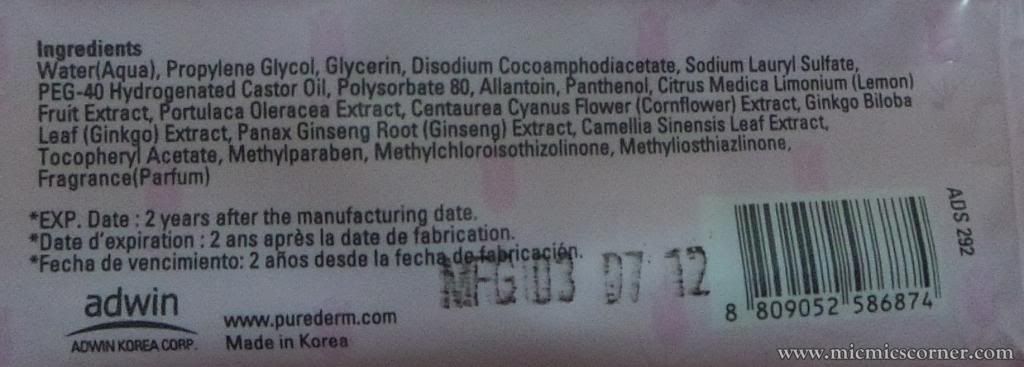 Ingredients
Water(Aqua), Propylene Glycol, Glycerin, Disodium Cocoamphodiacetate, Sodium Lauryl Sulfate,
PEG-40 Hydrogenated Castor Oil, Polysorbate 80, Allantoin, Panthenol, Citrus Medica Limonium (Lemon)
Fruit Extract, Portulaca Oleracea Extract, Centaurea Cyanus Flower (Cornflower) Extract, Ginkgo Biloba
Leaf (Ginkgo) Extract, Panax Ginseng Root (Ginseng) Extract, Camellia Sinensis Leaf Extract,
Tocopheryl Acetate, Methylparaben, Methylchloroisothizolinone, Methyliosthiazlinone,
Fragrance(Parfum)
*EXP. Date : 2 years after the manufacturing date.
*Date d'expiration : 2 ans après la date de fabrication.
*Fecha de vencimiento: 2 años desde la fecha de fabricación.
MFG 03 07 12
adwin
ADWIN KOREA CORP.
www.purederm.com
Made in Korea
8 809052 586874
ADS 292
www.micmicscorner.com